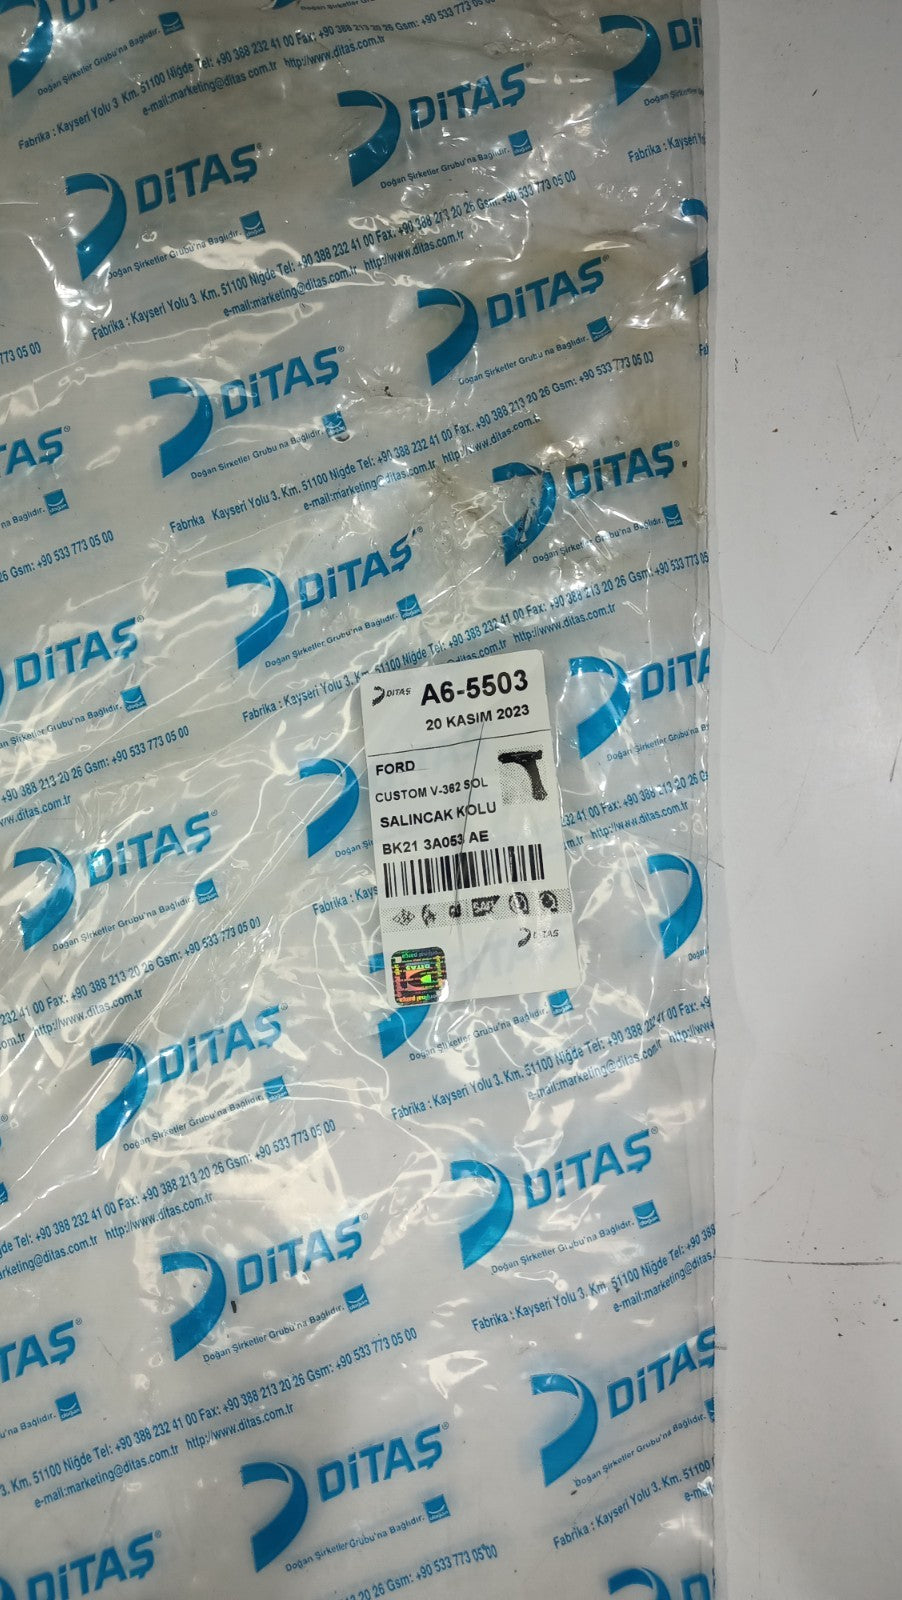 DİTAŞ
Doğan Şirketler Grubu'na Bağlıdır.
Fabrika : Kayseri Yolu 3. Km. 51100 Niğde Tel: +90 388 232 41 00 Fax: +90 388 213 20 26 Gsm: +90 533 773 05 00
e-mail:marketing@ditas.com.tr http://www.ditas.com.tr
DİTAŞ A6-5503
20 KASIM 2023
FORD
CUSTOM V-362 SOL
SALINCAK KOLU
BK21 3A053 AE
DİTAŞ